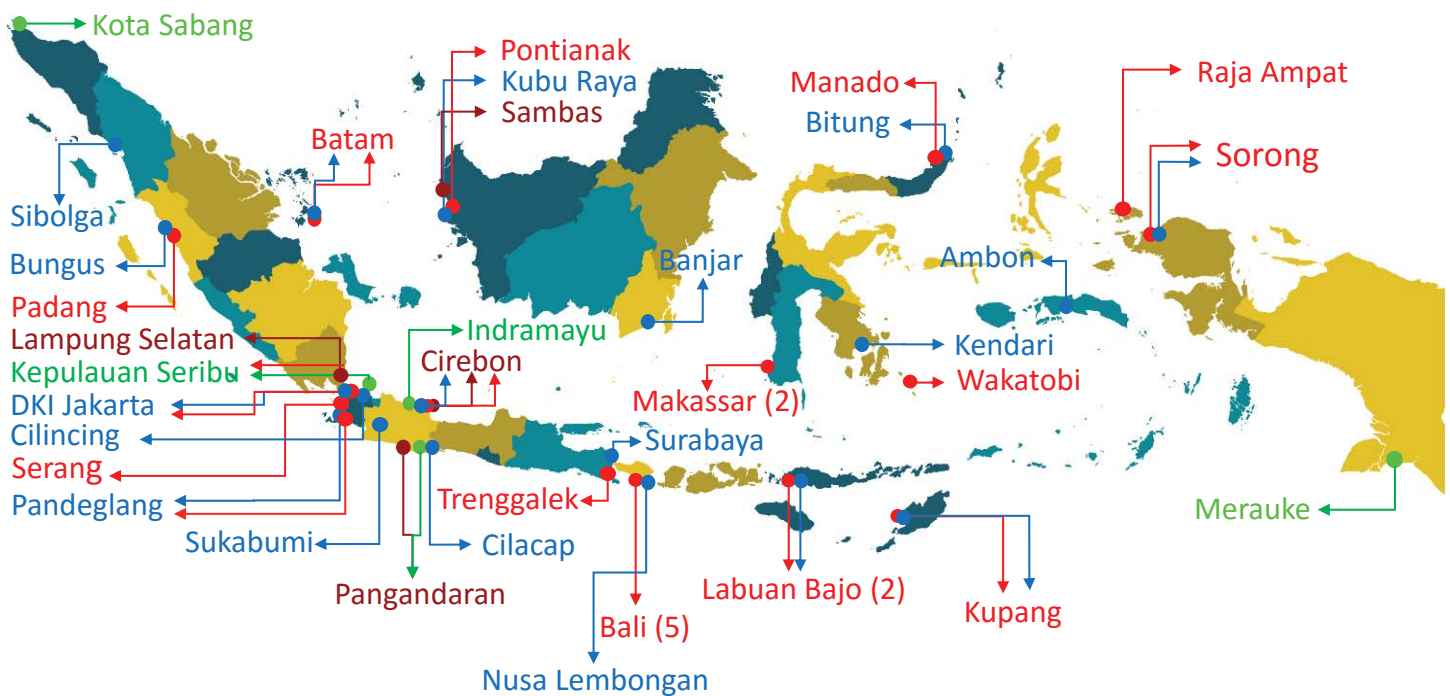 Kota Sabang
Pontianak
Kubu Raya
Sambas
Manado
Bitung
Raja Ampat
Sorong
Batam
Sibolga
Bungus
Padang
Lampung Selatan
Kepulauan Seribu
DKI Jakarta
Cilincing
Serang
Pandeglang
Sukabumi
Indramayu
Cirebon
Banjar
Ambon
Kendari
Wakatobi
Makassar (2)
Surabaya
Trenggalek
Cilacap
Pangandaran
Bali (5)
Nusa Lembongan
Labuan Bajo (2)
Kupang
Merauke